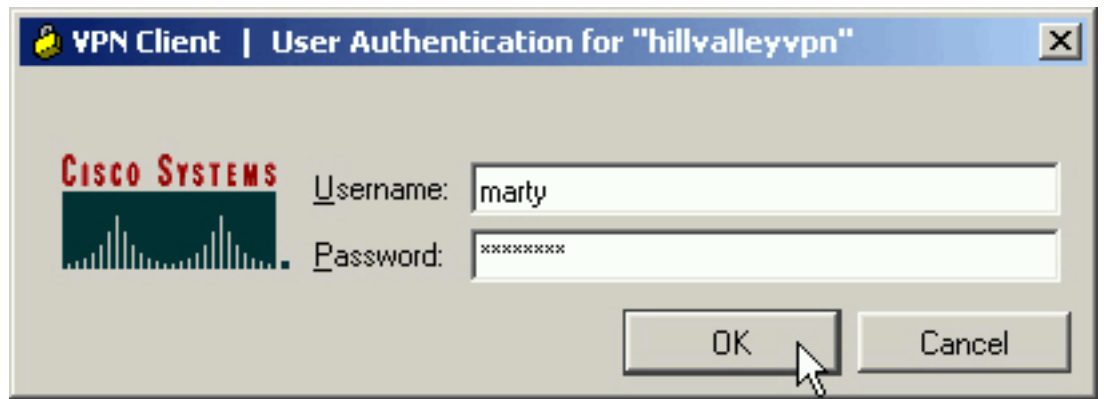 VPN Client | User Authentication for "hillvalleyvpn"
CISCO SYSTEMS
Username: marty
Password: ********
OK Cancel